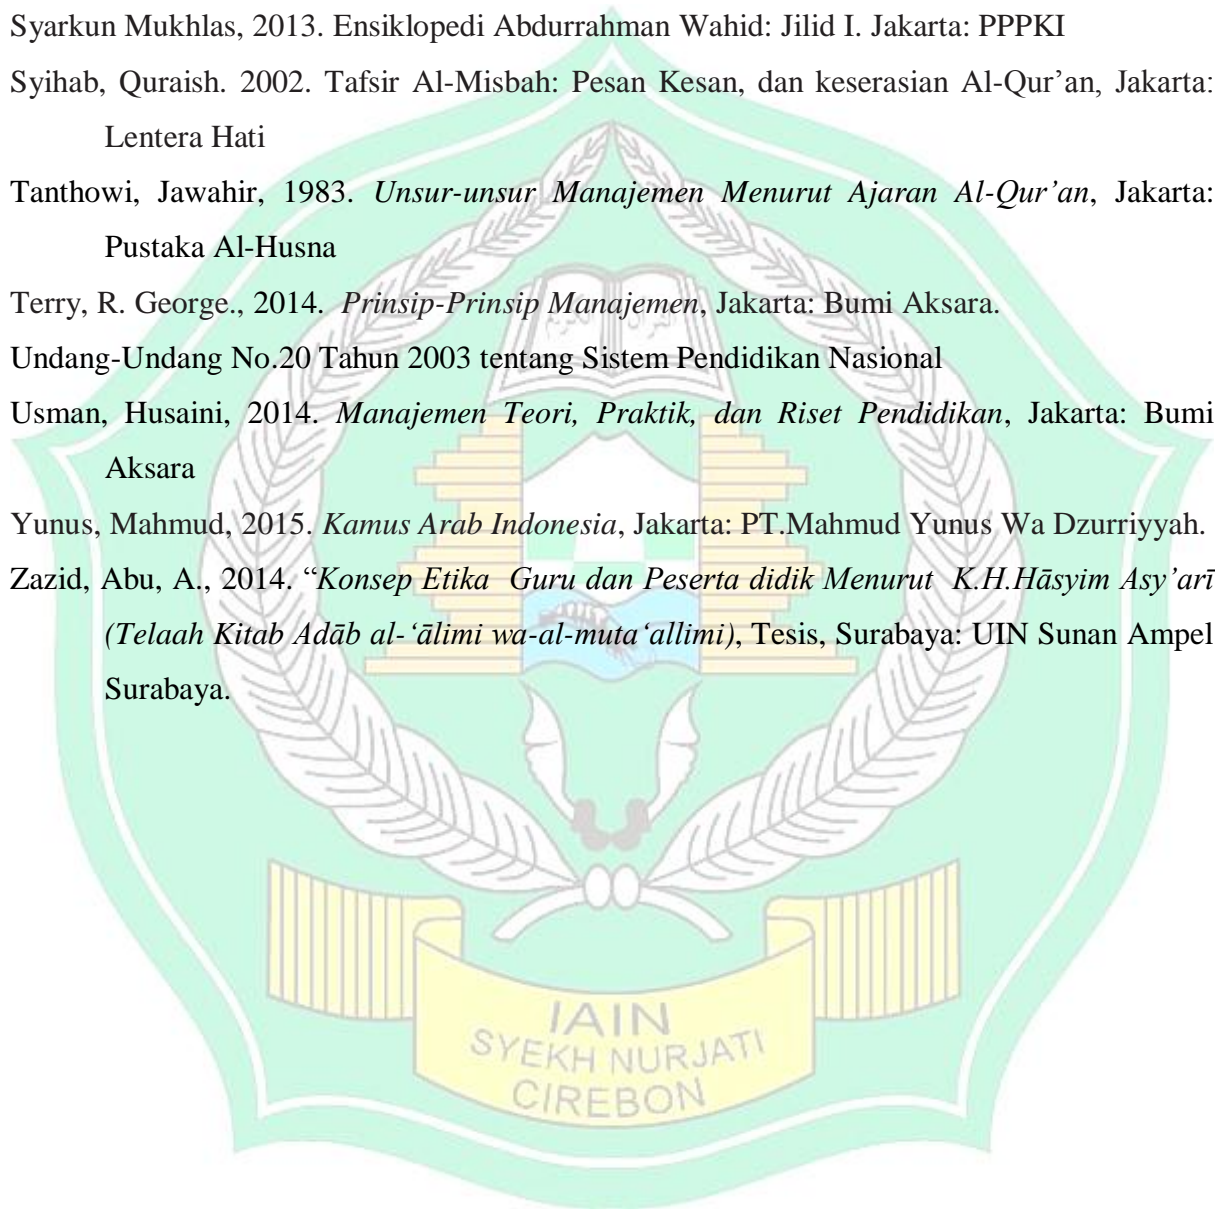 Syarkun Mukhlas, 2013. Ensiklopedi Abdurrahman Wahid: Jilid I. Jakarta: PPPKI
Syihab, Quraish. 2002. Tafsir Al-Misbah: Pesan Kesan, dan keserasian Al-Qur’an, Jakarta:
Lentera Hati
Tanthowi, Jawahir, 1983. Unsur-unsur Manajemen Menurut Ajaran Al-Qur’an, Jakarta:
Pustaka Al-Husna
Terry, R. George., 2014. Prinsip-Prinsip Manajemen, Jakarta: Bumi Aksara.
Undang-Undang No.20 Tahun 2003 tentang Sistem Pendidikan Nasional
Usman, Husaini, 2014. Manajemen Teori, Praktik, dan Riset Pendidikan, Jakarta: Bumi
Aksara
Yunus, Mahmud, 2015. Kamus Arab Indonesia, Jakarta: PT.Mahmud Yunus Wa Dzurriyyah.
Zazid, Abu, A., 2014. “Konsep Etika Guru dan Peserta didik Menurut K.H.Hāsyim Asy’arī
(Telaah Kitab Adāb al-‘ālimi wa-al-muta‘allimi), Tesis, Surabaya: UIN Sunan Ampel
Surabaya.
IAIN
SYEKH NURJATI
CIREBON